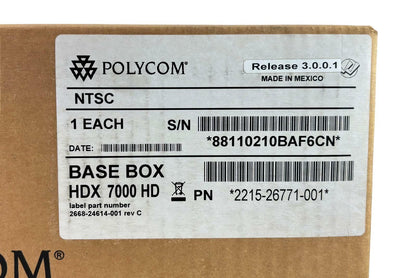 POLYCOM®
Release 3.0.0.1
MADE IN MEXICO
NTSC
1 EACH S/N
*88110210BAF6CN*
DATE:
BASE BOX
HDX 7000 HD PN *2215-26771-001*
label part number
2668-24614-001 rev C
COM®